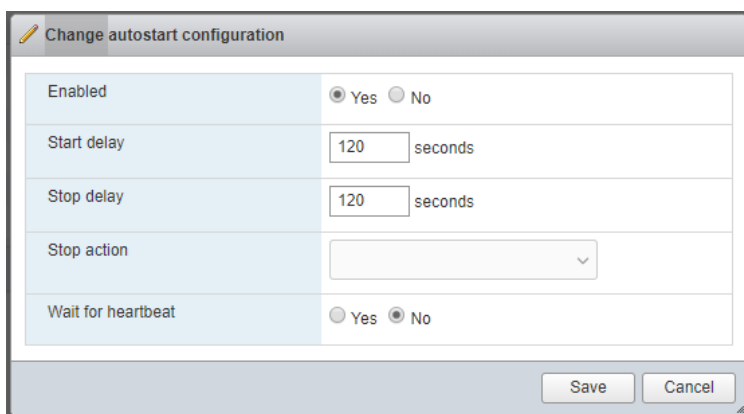 Change autostart configuration
Enabled Yes No
Start delay 120 seconds
Stop delay 120 seconds
Stop action
Wait for heartbeat Yes No
Save Cancel